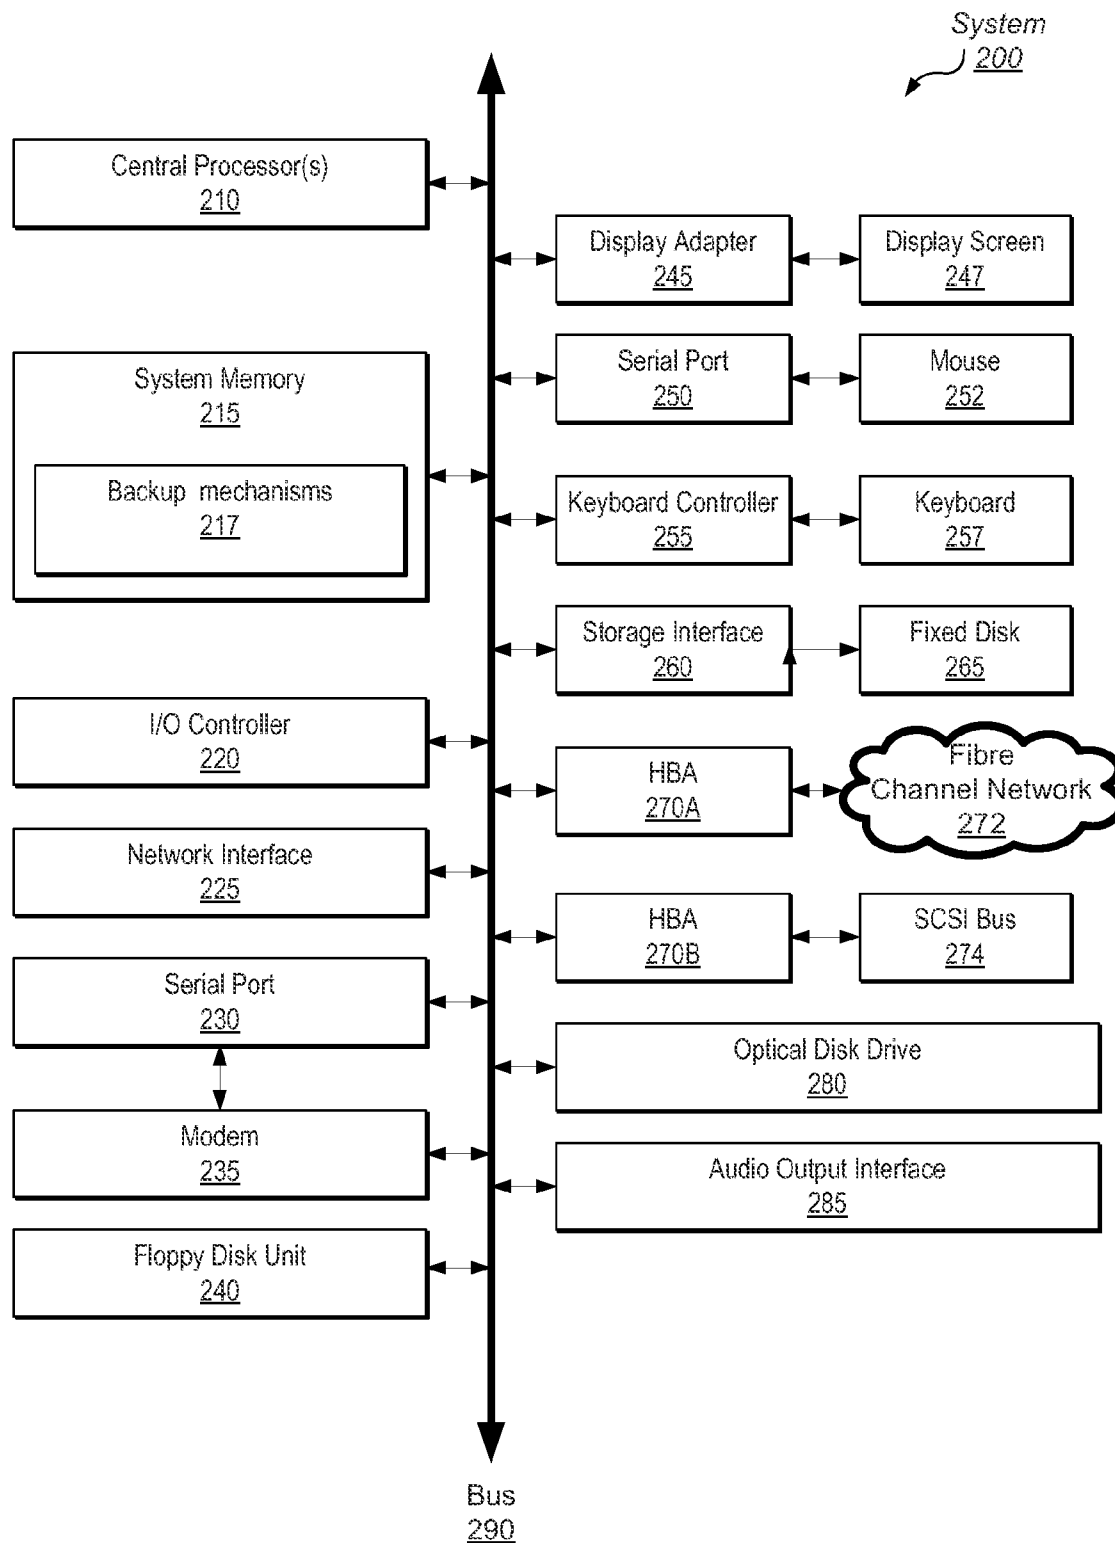 System
200
Central Processor(s)
210
System Memory
215
Backup mechanisms
217
I/O Controller
220
Network Interface
225
Serial Port
230
Modem
235
Floppy Disk Unit
240
Display Adapter
245
Display Screen
247
Serial Port
250
Mouse
252
Keyboard Controller
255
Keyboard
257
Storage Interface
260
Fixed Disk
265
HBA
270A
Fibre
Channel Network
272
HBA
270B
SCSI Bus
274
Optical Disk Drive
280
Audio Output Interface
285
Bus
290